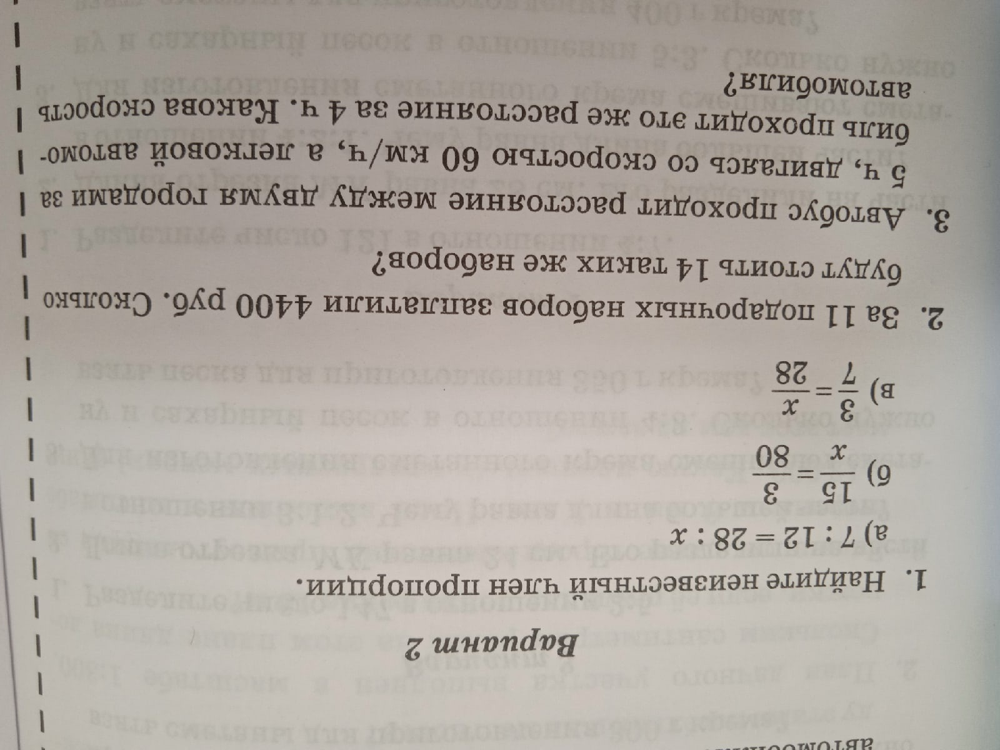 Вариант 2
1. Найдите неизвестный член пропорции.
а) 7 : 12 = 28 : x
б) 15/x = 3/80
в) 3/7 = x/28
2. За 11 подарочных наборов заплатили 4400 руб. Сколько
будут стоить 14 таких же наборов?
3. Автобус проходит расстояние между двумя городами за
5 ч, двигаясь со скоростью 60 км/ч, а легковой автомо-
биль проходит это же расстояние за 4 ч. Какова скорость
автомобиля?